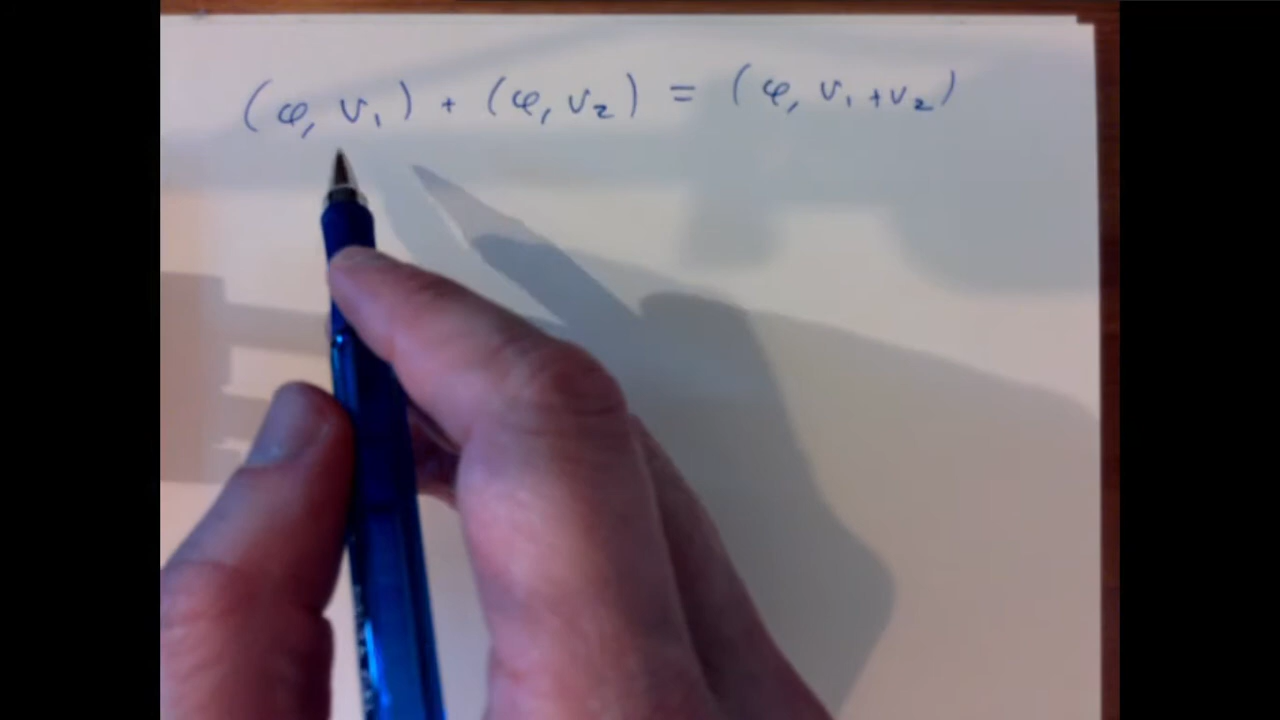 (φ, v₁) + (φ, v₂) = (φ, v₁+v₂)